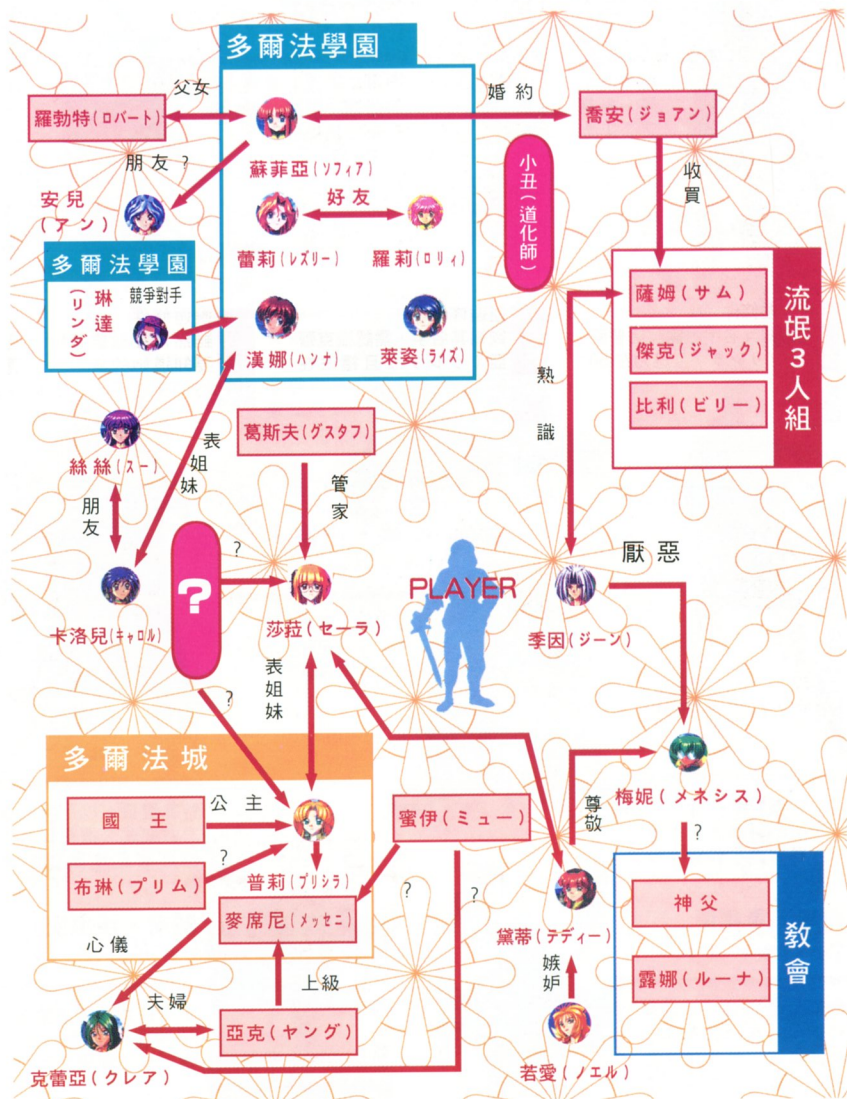 多爾法學園
父女
婚約
羅勃特(ロバート)
喬安(ジョアン)
朋友?
蘇菲亞(ソフィア)
小丑(道化師)
收買
安兒
(アン)
好友
蕾莉(レズリー)
羅莉(ロリィ)
多爾法學園
琳達
(リンダ)
競爭對手
漢娜(ハンナ)
萊姿(ライズ)
薩姆(サム)
傑克(ジャック)
比利(ビリー)
流氓3人組
熟識
表姐妹
葛斯夫(グスタフ)
絲絲(スー)
朋友
管家
?
?
PLAYER
厭惡
卡洛兒(キャロル)
莎菈(セーラ)
季因(ジーン)
表姐妹
?
多爾法城
梅妮(メネシス)
國王
公主
蜜伊(ミュー)
尊敬
?
布琳(プリム)
?
普莉(プリシラ)
?
?
教會
神父
麥席尼(メッセニ)
黛蒂(テディー)
心儀
上級
嫉妒
露娜(ルーナ)
夫婦
亞克(ヤング)
克蕾亞(クレア)
若愛(ノエル)